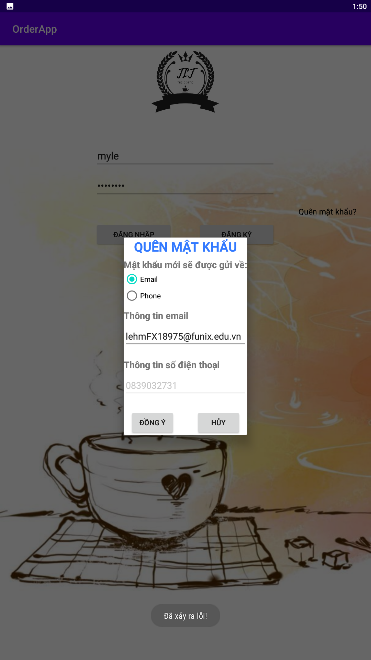 1:50
OrderApp
myle
••••••••
Quên mật khẩu?
ĐĂNG NHẬP
ĐĂNG KÝ
QUÊN MẬT KHẨU
Mật khẩu mới sẽ được gửi về:
Email
Phone
Thông tin email
lehmFX18975@funix.edu.vn
Thông tin số điện thoại
0839032731
ĐỒNG Ý
HỦY
Đã xảy ra lỗi!